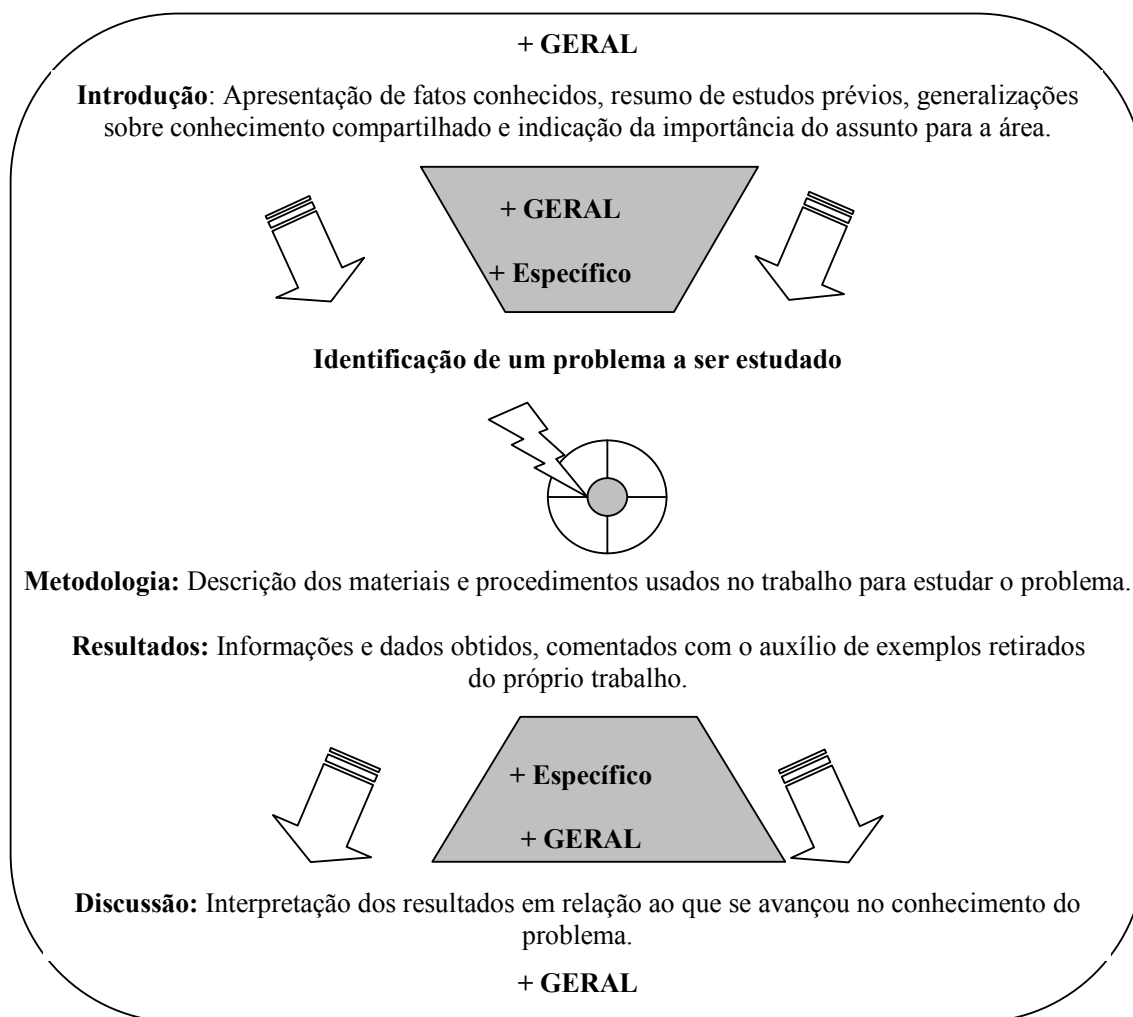 + GERAL
Introdução: Apresentação de fatos conhecidos, resumo de estudos prévios, generalizações
sobre conhecimento compartilhado e indicação da importância do assunto para a área.
+ GERAL
+ Específico
Identificação de um problema a ser estudado
Metodologia: Descrição dos materiais e procedimentos usados no trabalho para estudar o problema.
Resultados: Informações e dados obtidos, comentados com o auxílio de exemplos retirados
do próprio trabalho.
+ Específico
+ GERAL
Discussão: Interpretação dos resultados em relação ao que se avançou no conhecimento do
problema.
+ GERAL